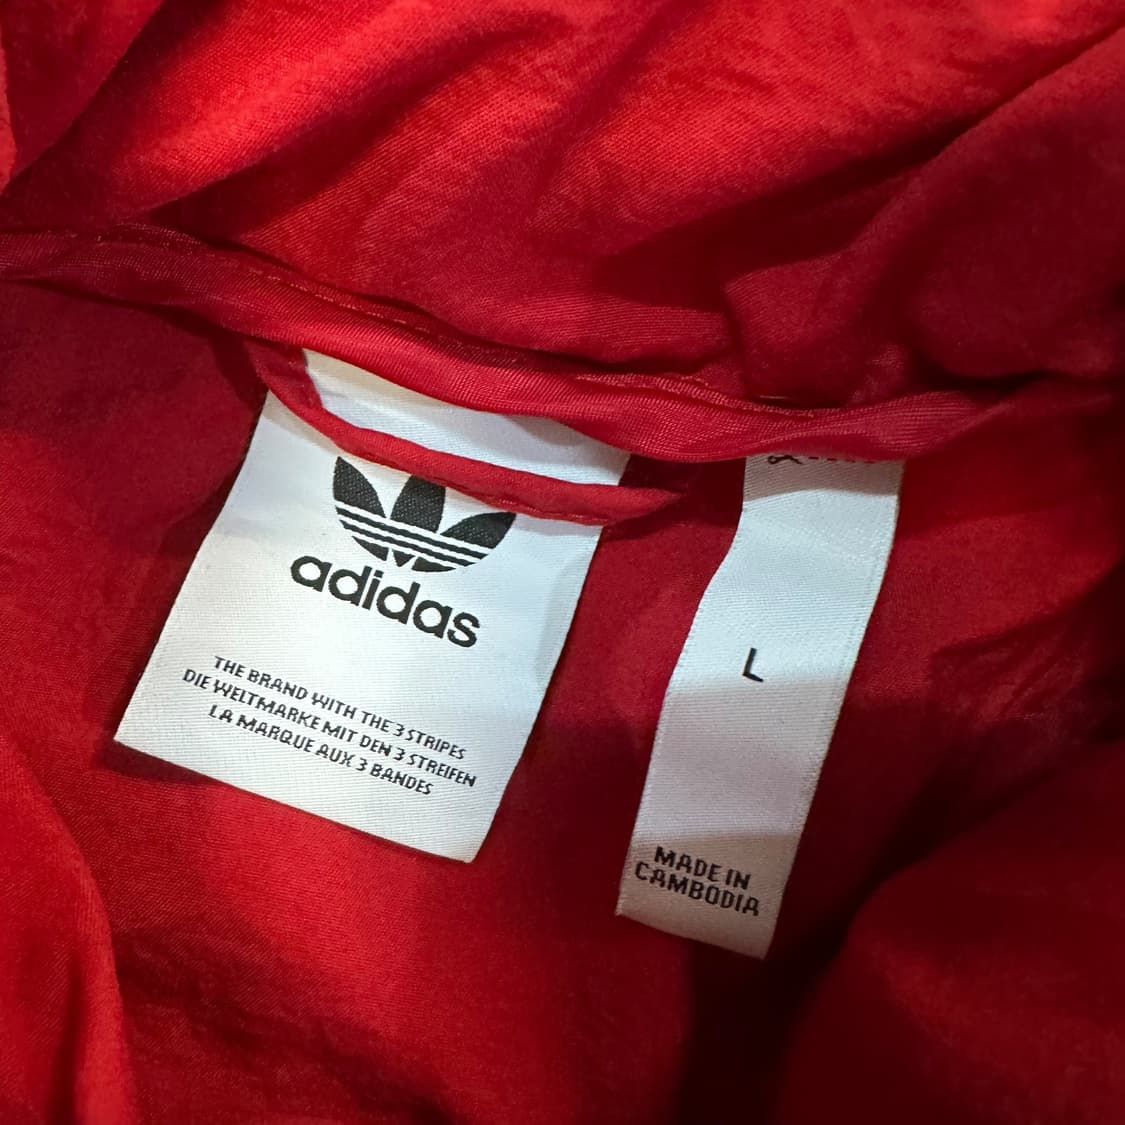 adidas
THE BRAND WITH THE 3 STRIPES
DIE WELTMARKE MIT DEN 3 STREIFEN
LA MARQUE AUX 3 BANDES
L
MADE IN
CAMBODIA